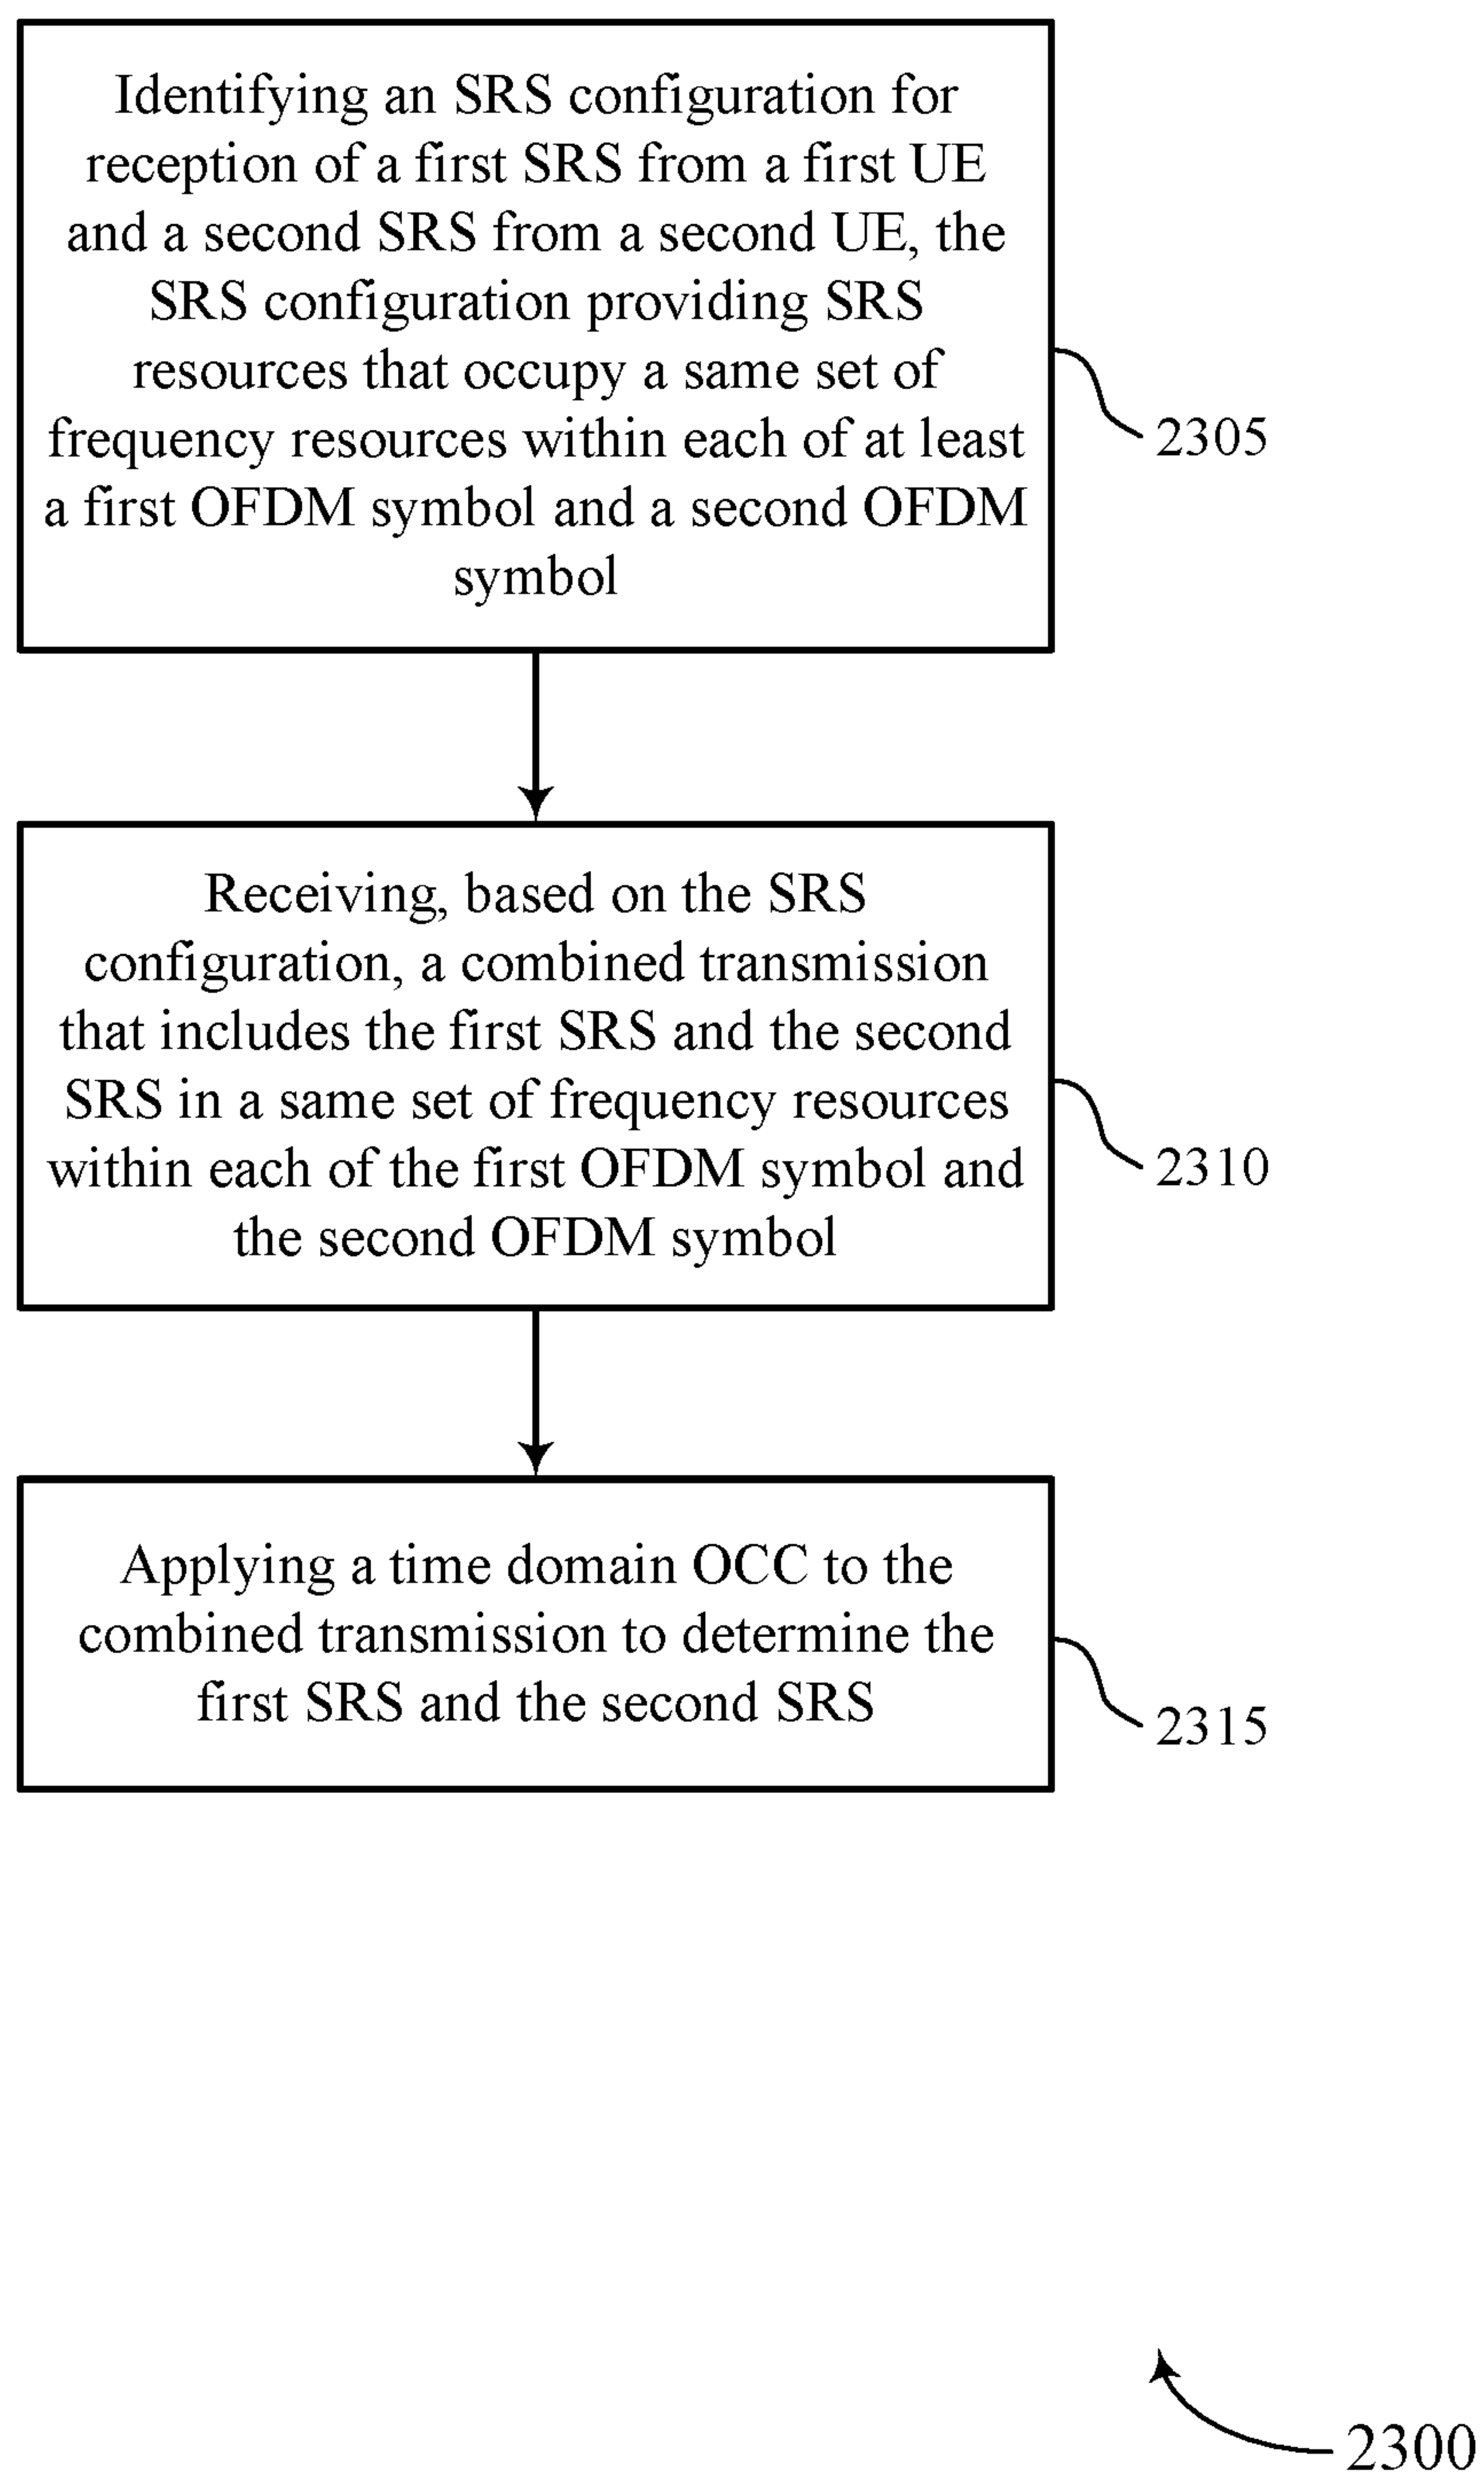 Identifying an SRS configuration for
reception of a first SRS from a first UE
and a second SRS from a second UE, the
SRS configuration providing SRS
resources that occupy a same set of
frequency resources within each of at least
a first OFDM symbol and a second OFDM
symbol
2305
Receiving, based on the SRS
configuration, a combined transmission
that includes the first SRS and the second
SRS in a same set of frequency resources
within each of the first OFDM symbol and
the second OFDM symbol
2310
Applying a time domain OCC to the
combined transmission to determine the
first SRS and the second SRS
2315
2300